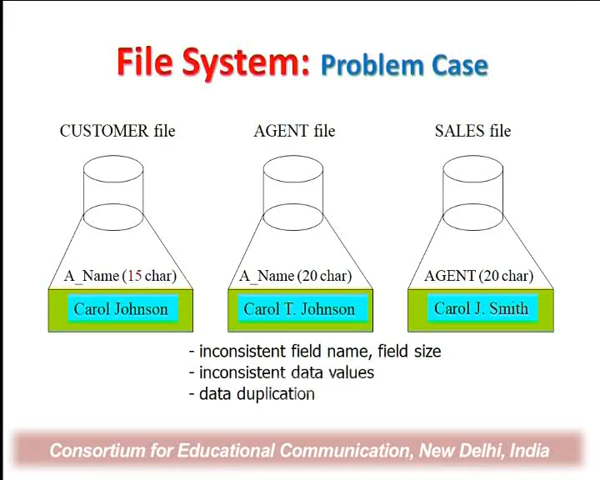 File System: Problem Case
CUSTOMER file
AGENT file
SALES file
A_Name (15 char)
A_Name (20 char)
AGENT (20 char)
Carol Johnson
Carol T. Johnson
Carol J. Smith
- inconsistent field name, field size
- inconsistent data values
- data duplication
Consortium for Educational Communication, New Delhi, India